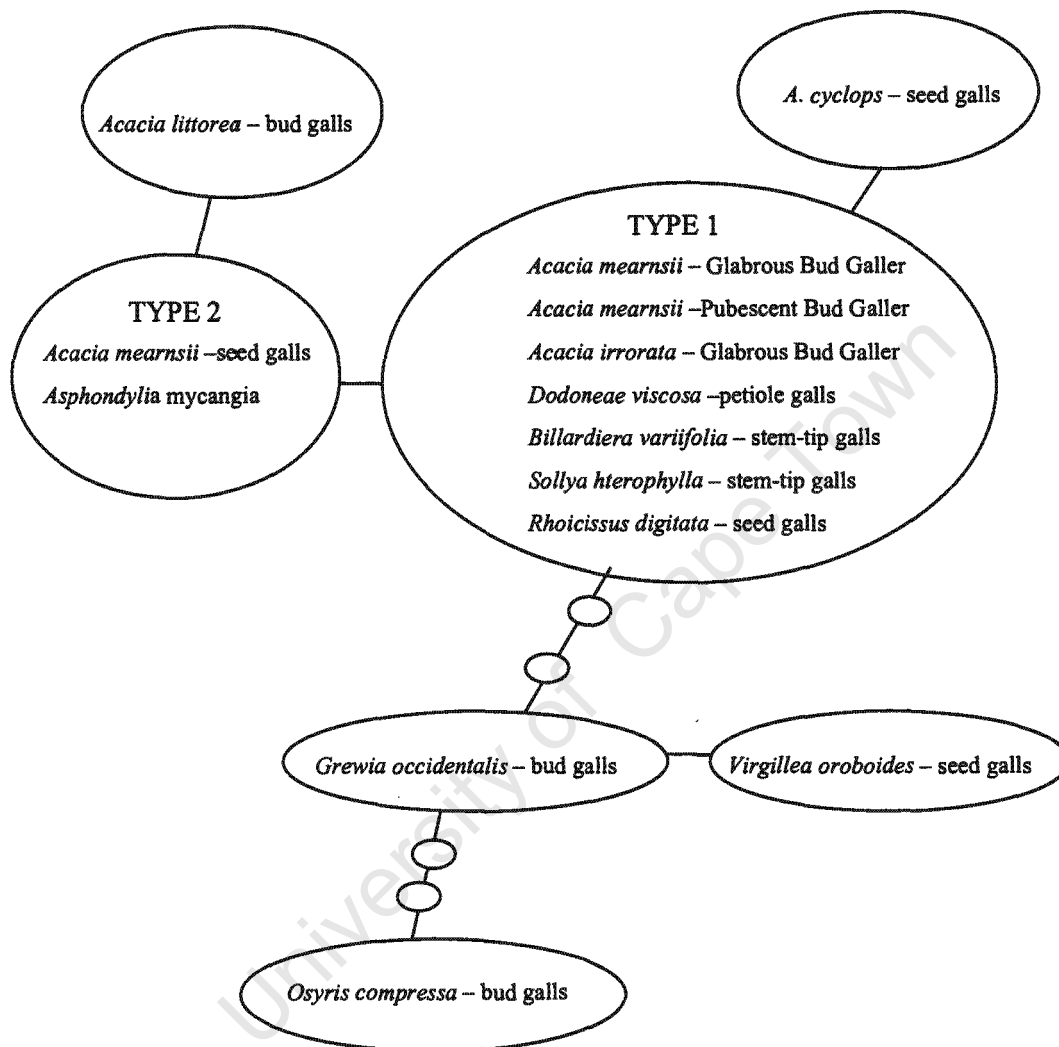 A. cyclops – seed galls
Acacia littorea – bud galls
TYPE 1
Acacia mearnsii – Glabrous Bud Galler
Acacia mearnsii –Pubescent Bud Galler
Acacia irrorata – Glabrous Bud Galler
Dodoneae viscosa –petiole galls
Billardiera variifolia – stem-tip galls
Sollya hterophylla – stem-tip galls
Rhoicissus digitata – seed galls
TYPE 2
Acacia mearnsii –seed galls
Asphondylia mycangia
Grewia occidentalis – bud galls
Virgillea oroboides – seed galls
Osyris compressa – bud galls
University of Cape Town